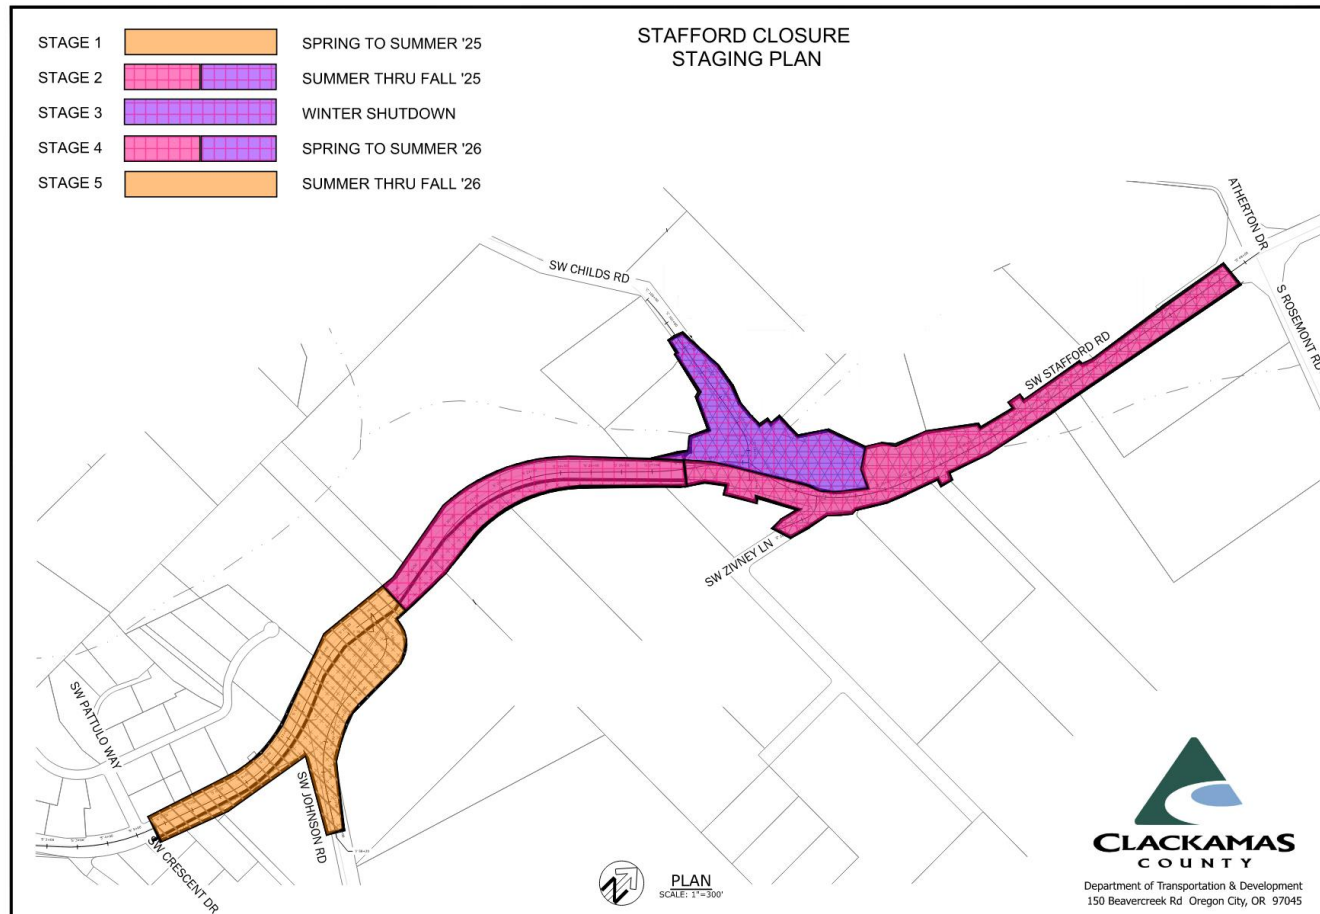 STAFFORD CLOSURE
STAGING PLAN
STAGE 1 SPRING TO SUMMER '25
STAGE 2 SUMMER THRU FALL '25
STAGE 3 WINTER SHUTDOWN
STAGE 4 SPRING TO SUMMER '26
STAGE 5 SUMMER THRU FALL '26
ATHERTON DR
SW CHILDS RD
S ROSEMONT RD
SW STAFFORD RD
SW ZIVNEY LN
SW PATTULO WAY
SW JOHNSON RD
SW CRESCENT DR
N
PLAN
SCALE: 1"=300'
CLACKAMAS
COUNTY
Department of Transportation & Development
150 Beavercreek Rd Oregon City, OR 97045